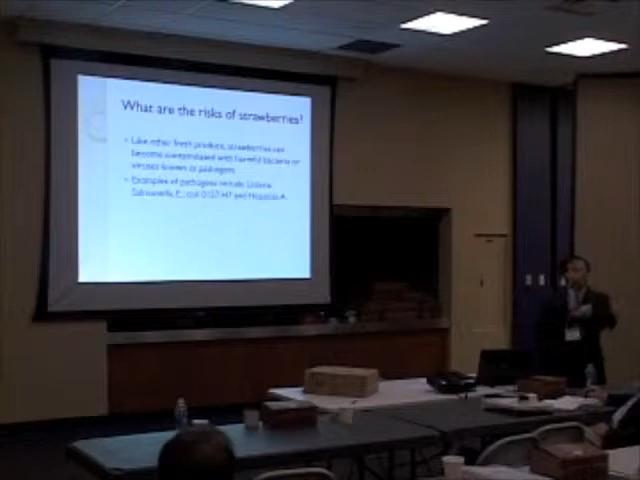 What are the risks of strawberries?
Like other fresh produce, strawberries can
become contaminated with harmful bacteria or
viruses known as pathogens
Examples of pathogens include, Listeria
Salmonella, E. coli 0157:H7 and Hepatitis A.